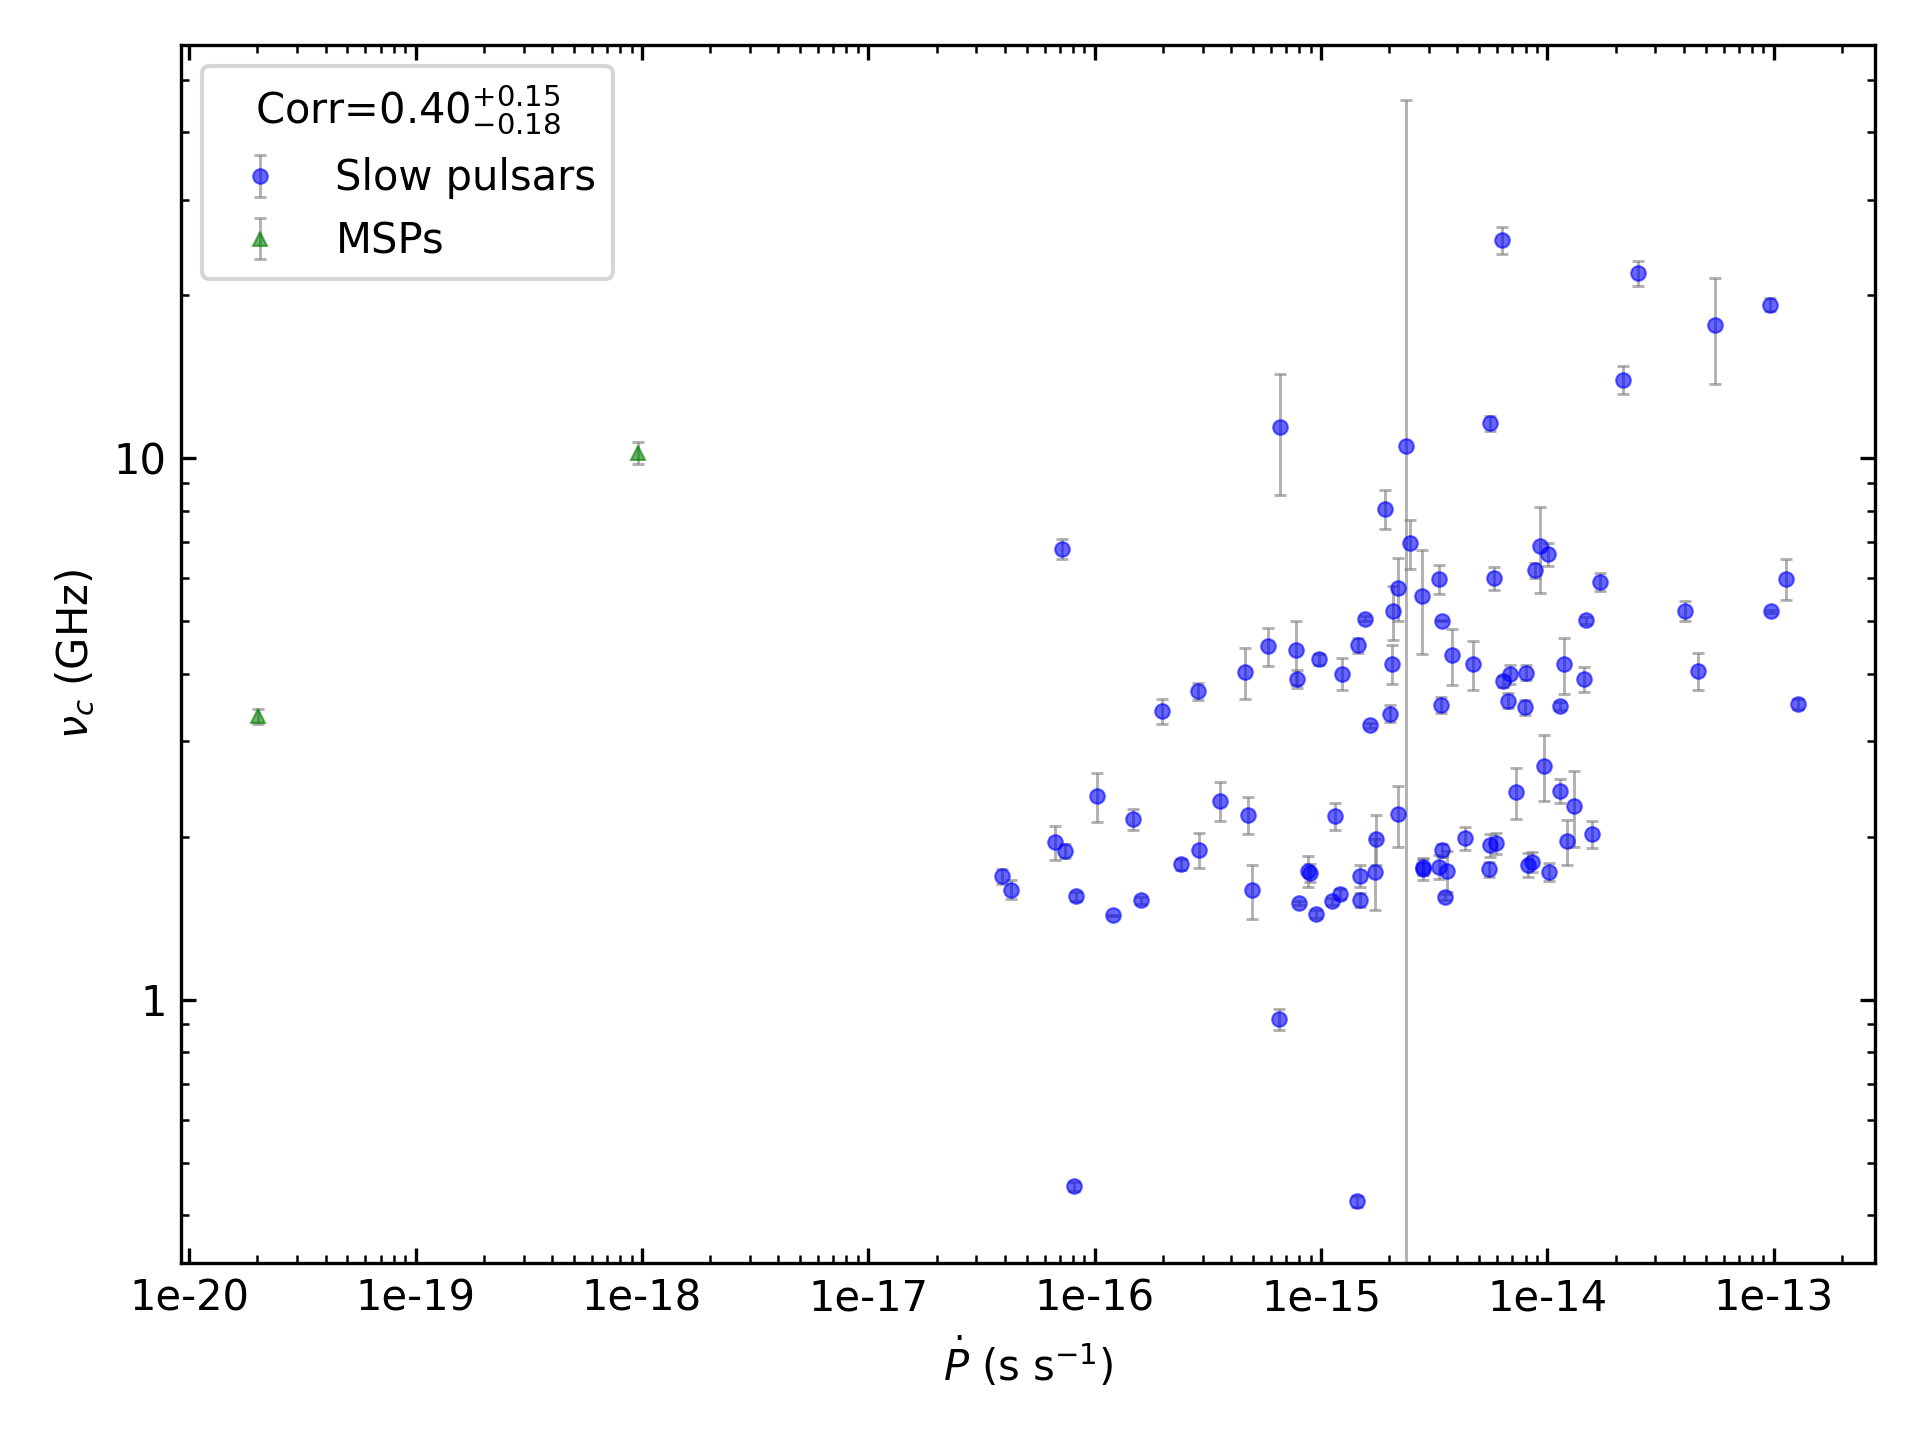 Corr=0.40+0.15−0.18
Slow pulsars
MSPs
10
1
νc (GHz)
1e-20 1e-19 1e-18 1e-17 1e-16 1e-15 1e-14 1e-13
Ṗ (s s−1)